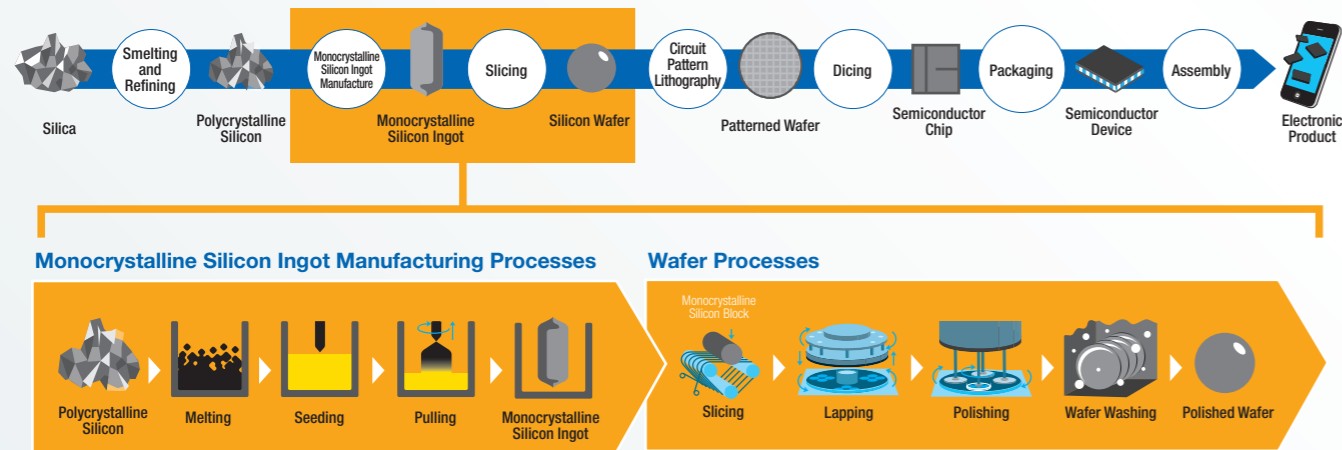 Smelting
and
Refining
Monocrystalline
Silicon Ingot
Manufacture
Slicing
Circuit
Pattern
Lithography
Dicing
Packaging
Assembly
Silica
Polycrystalline
Silicon
Monocrystalline
Silicon Ingot
Silicon Wafer
Patterned Wafer
Semiconductor
Chip
Semiconductor
Device
Electronic
Product
Monocrystalline Silicon Ingot Manufacturing Processes
Wafer Processes
Polycrystalline
Silicon
Melting
Seeding
Pulling
Monocrystalline
Silicon Ingot
Monocrystalline
Silicon Block
Slicing
Lapping
Polishing
Wafer Washing
Polished Wafer